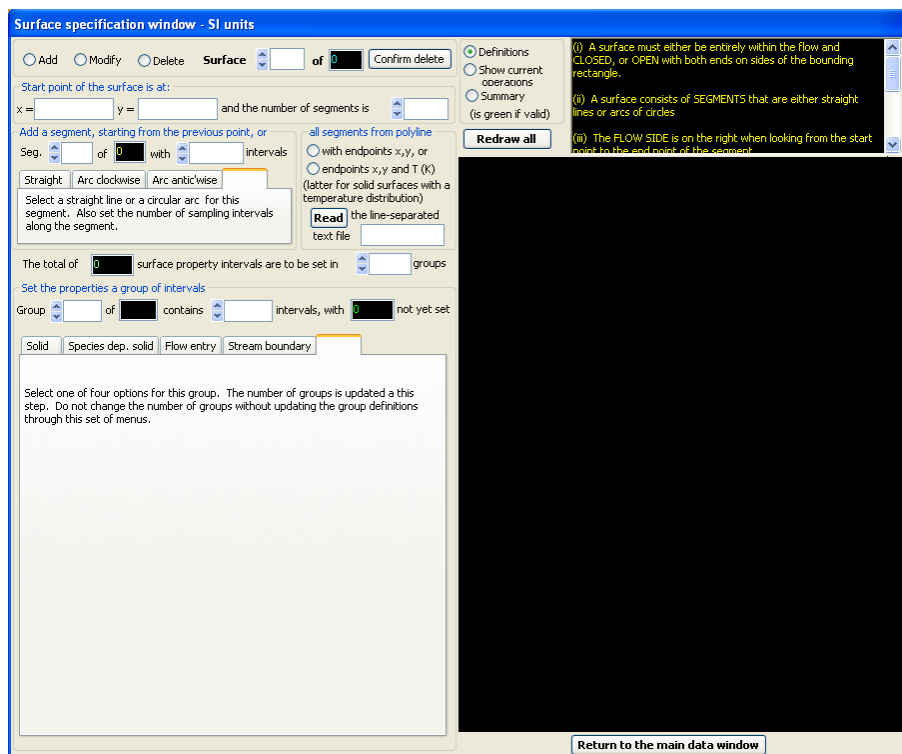 Surface specification window - SI units
Add Modify Delete Surface of 0 Confirm delete
Start point of the surface is at:
x = y = and the number of segments is
Add a segment, starting from the previous point, or
Seg. of 0 with intervals
Straight Arc clockwise Arc antic'wise
Select a straight line or a circular arc for this
segment. Also set the number of sampling intervals
along the segment.
all segments from polyline
with endpoints x,y, or
endpoints x,y and T (K)
(latter for solid surfaces with a
temperature distribution)
Read the line-separated
text file
The total of 0 surface property intervals are to be set in groups
Set the properties a group of intervals
Group of contains intervals, with 0 not yet set
Solid Species dep. solid Flow entry Stream boundary
Select one of four options for this group. The number of groups is updated a this
step. Do not change the number of groups without updating the group definitions
through this set of menus.
Definitions
Show current
operations
Summary
(is green if valid)
Redraw all
(i) A surface must either be entirely within the flow and
CLOSED, or OPEN with both ends on sides of the bounding
rectangle.
(ii) A surface consists of SEGMENTS that are either straight
lines or arcs of circles
(iii) The FLOW SIDE is on the right when looking from the start
point to the end point of the segment
Return to the main data window